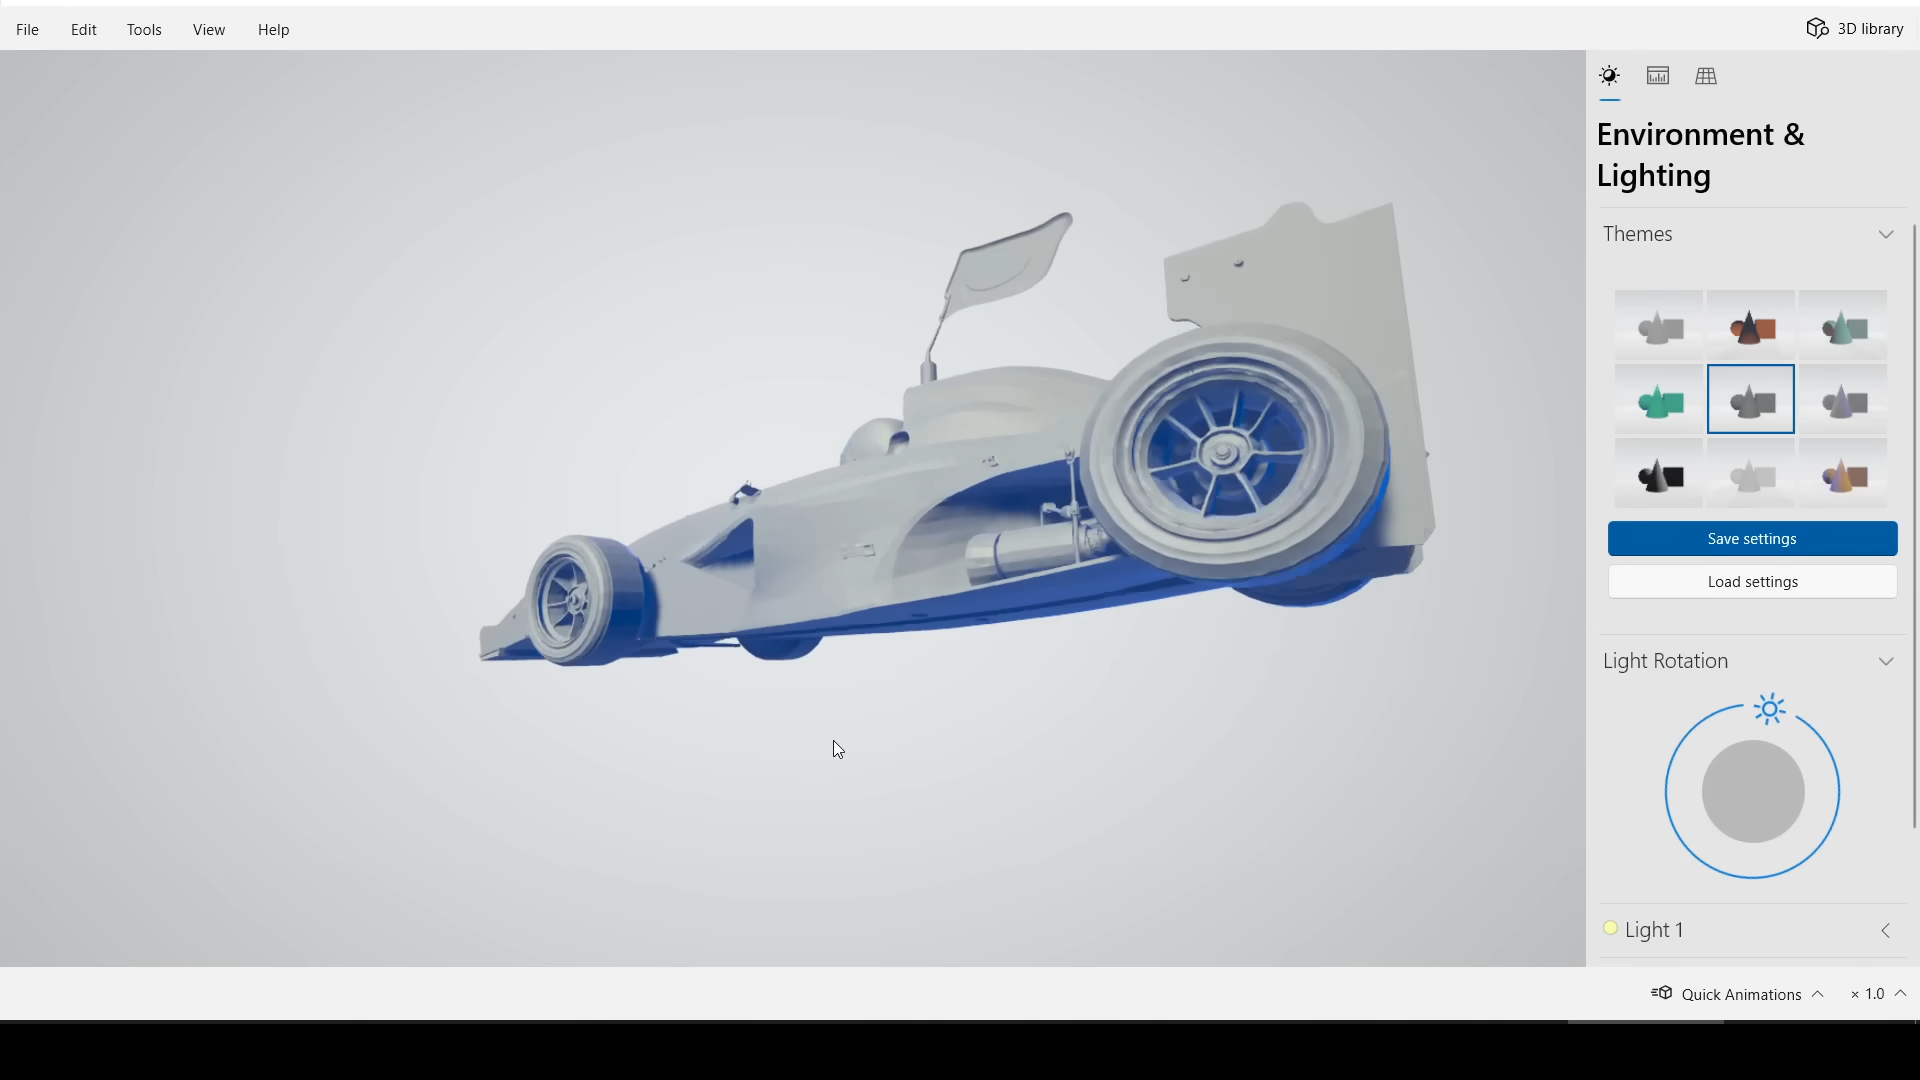 File Edit Tools View Help 3D library
Environment &
Lighting
Themes
Save settings
Load settings
Light Rotation
Light 1
Quick Animations × 1.0